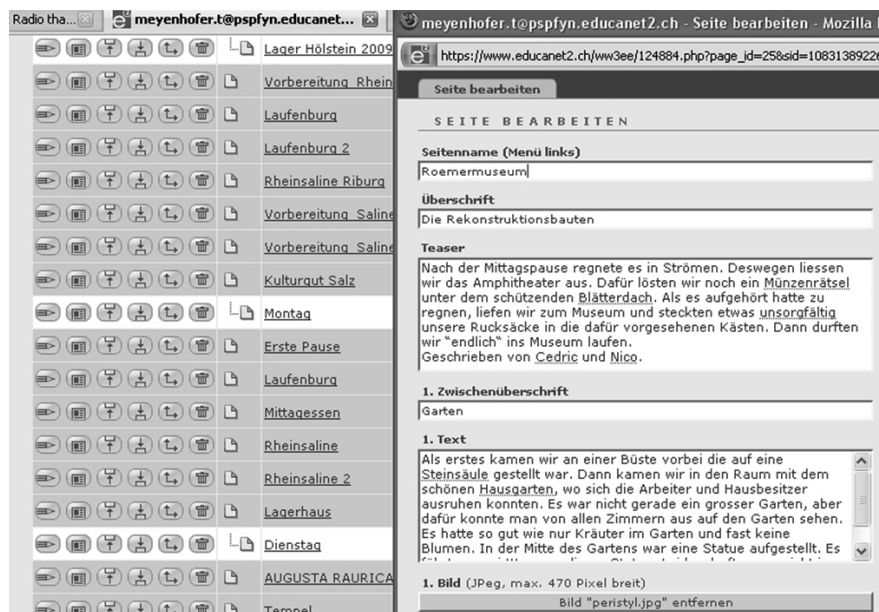 Radio tha...
meyenhofer.t@pspfyn.educanet...
Lager Hölstein 2009
Vorbereitung Rhein
Laufenburg
Laufenburg 2
Rheinsaline Riburg
Vorbereitung Saline
Vorbereitung Saline
Kulturgut Salz
Montag
Erste Pause
Laufenburg
Mittagessen
Rheinsaline
Rheinsaline 2
Lagerhaus
Dienstag
AUGUSTA RAURICA
Tempel
meyenhofer.t@pspfyn.educanet2.ch - Seite bearbeiten - Mozilla
https://www.educanet2.ch/ww3ee/124884.php?page_id=25&sid=1083138922
Seite bearbeiten
SEITE BEARBEITEN
Seitenname (Menü links)
Roemermuseum
Überschrift
Die Rekonstruktionsbauten
Teaser
Nach der Mittagspause regnete es in Strömen. Deswegen liessen
wir das Amphitheater aus. Dafür lösten wir noch ein Münzenrätsel
unter dem schützenden Blätterdach. Als es aufgehört hatte zu
regnen, liefen wir zum Museum und steckten etwas unsorgfältig
unsere Rucksäcke in die dafür vorgesehenen Kästen. Dann durften
wir "endlich" ins Museum laufen.
Geschrieben von Cedric und Nico.
1. Zwischenüberschrift
Garten
1. Text
Als erstes kamen wir an einer Büste vorbei die auf eine
Steinsäule gestellt war. Dann kamen wir in den Raum mit dem
schönen Hausgarten, wo sich die Arbeiter und Hausbesitzer
ausruhen konnten. Es war nicht gerade ein grosser Garten, aber
dafür konnte man von allen Zimmern aus auf den Garten sehen.
Es hatte so gut wie nur Kräuter im Garten und fast keine
Blumen. In der Mitte des Gartens war eine Statue aufgestellt. Es
1. Bild (JPeg, max. 470 Pixel breit)
Bild "peristyl.jpg" entfernen